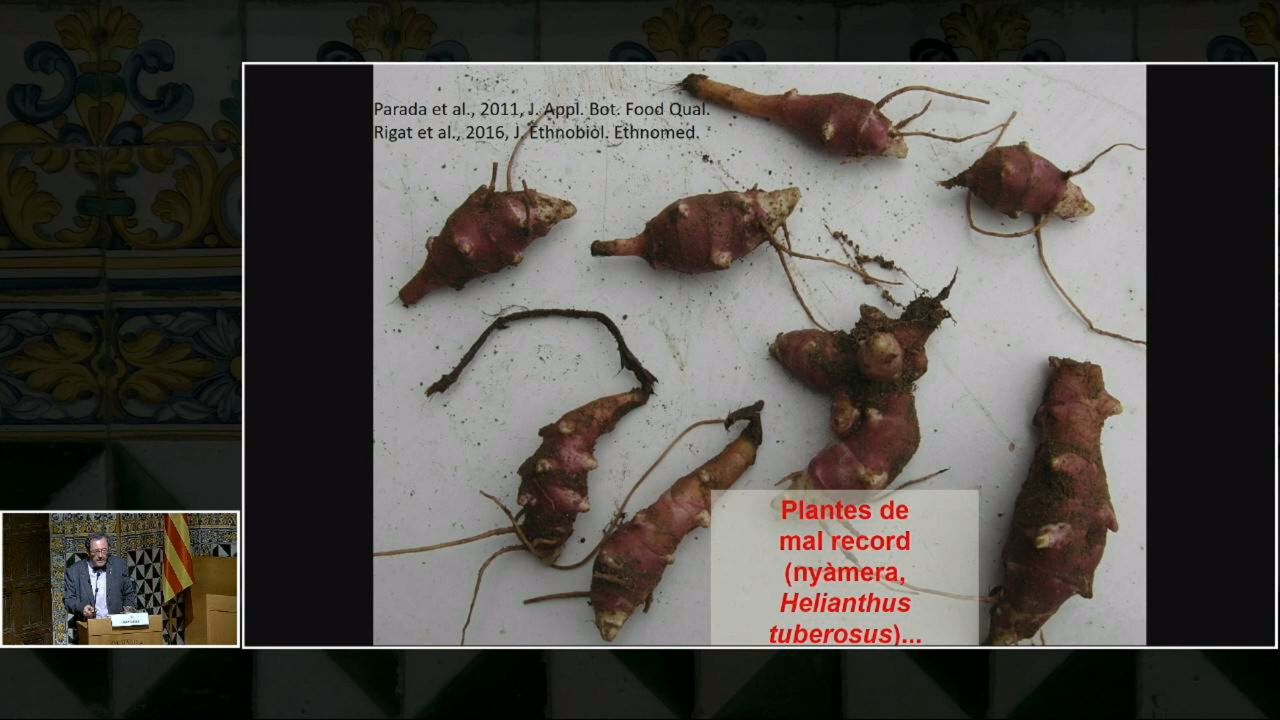 Parada et al., 2011, J. Appl. Bot. Food Qual.
Rigat et al., 2016, J. Ethnobiol. Ethnomed.
Plantes de
mal record
(nyàmera,
Helianthus
tuberosus)...